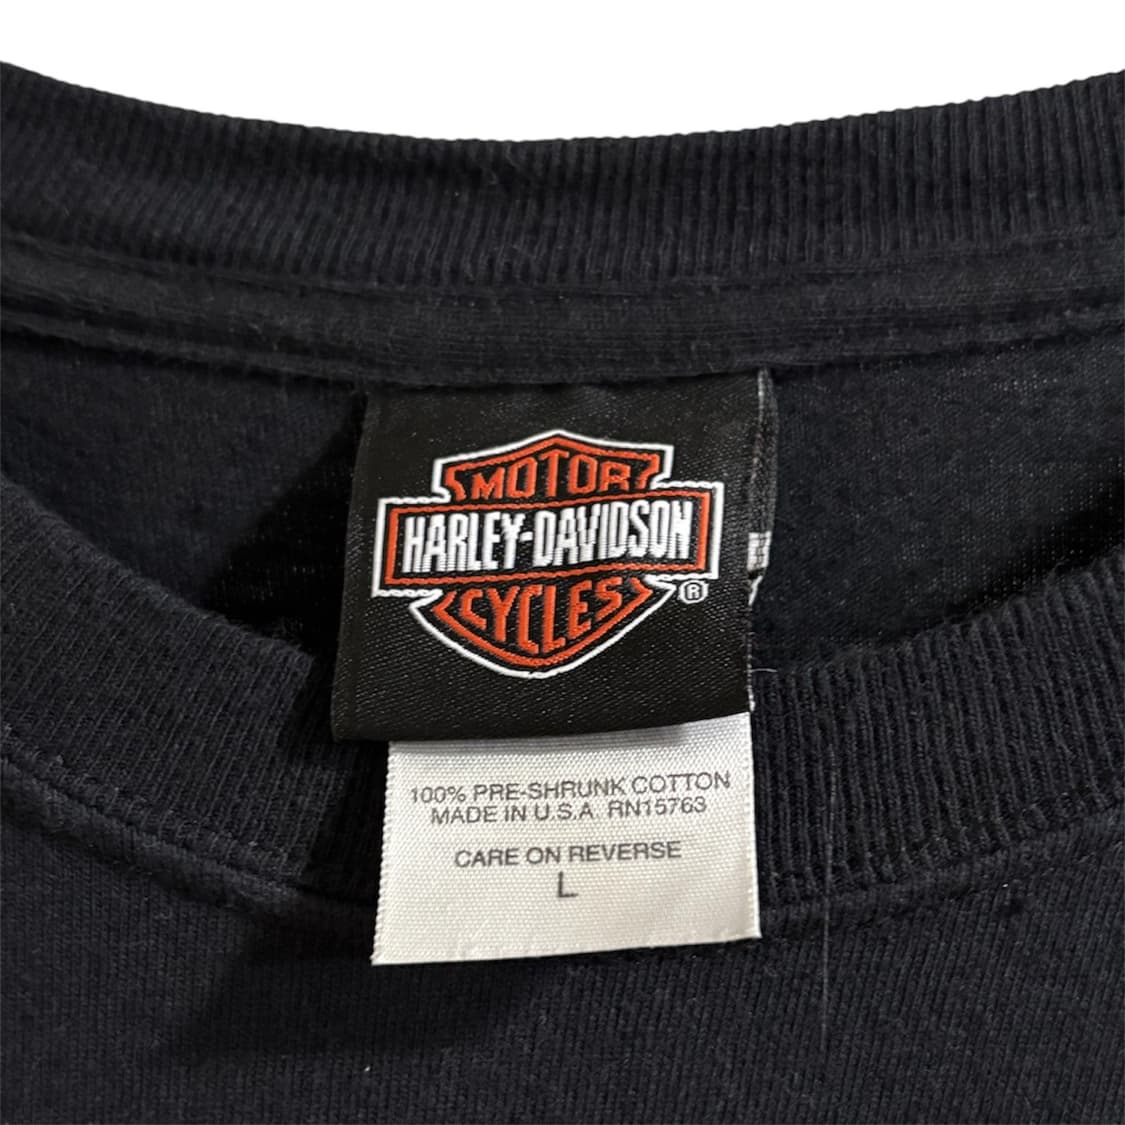 MOTOR
HARLEY-DAVIDSON
CYCLES
®
100% PRE-SHRUNK COTTON
MADE IN U.S.A. RN15763
CARE ON REVERSE
L